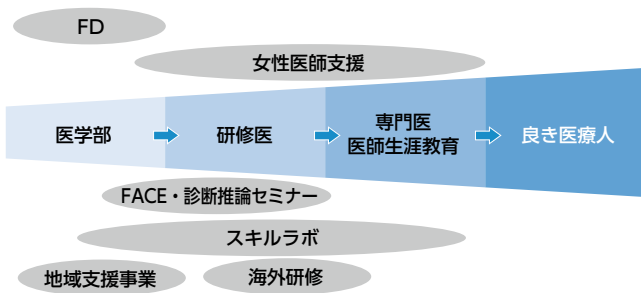 FD
女性医師支援
医学部
研修医
専門医
医師生涯教育
良き医療人
FACE・診断推論セミナー
スキルラボ
地域支援事業
海外研修